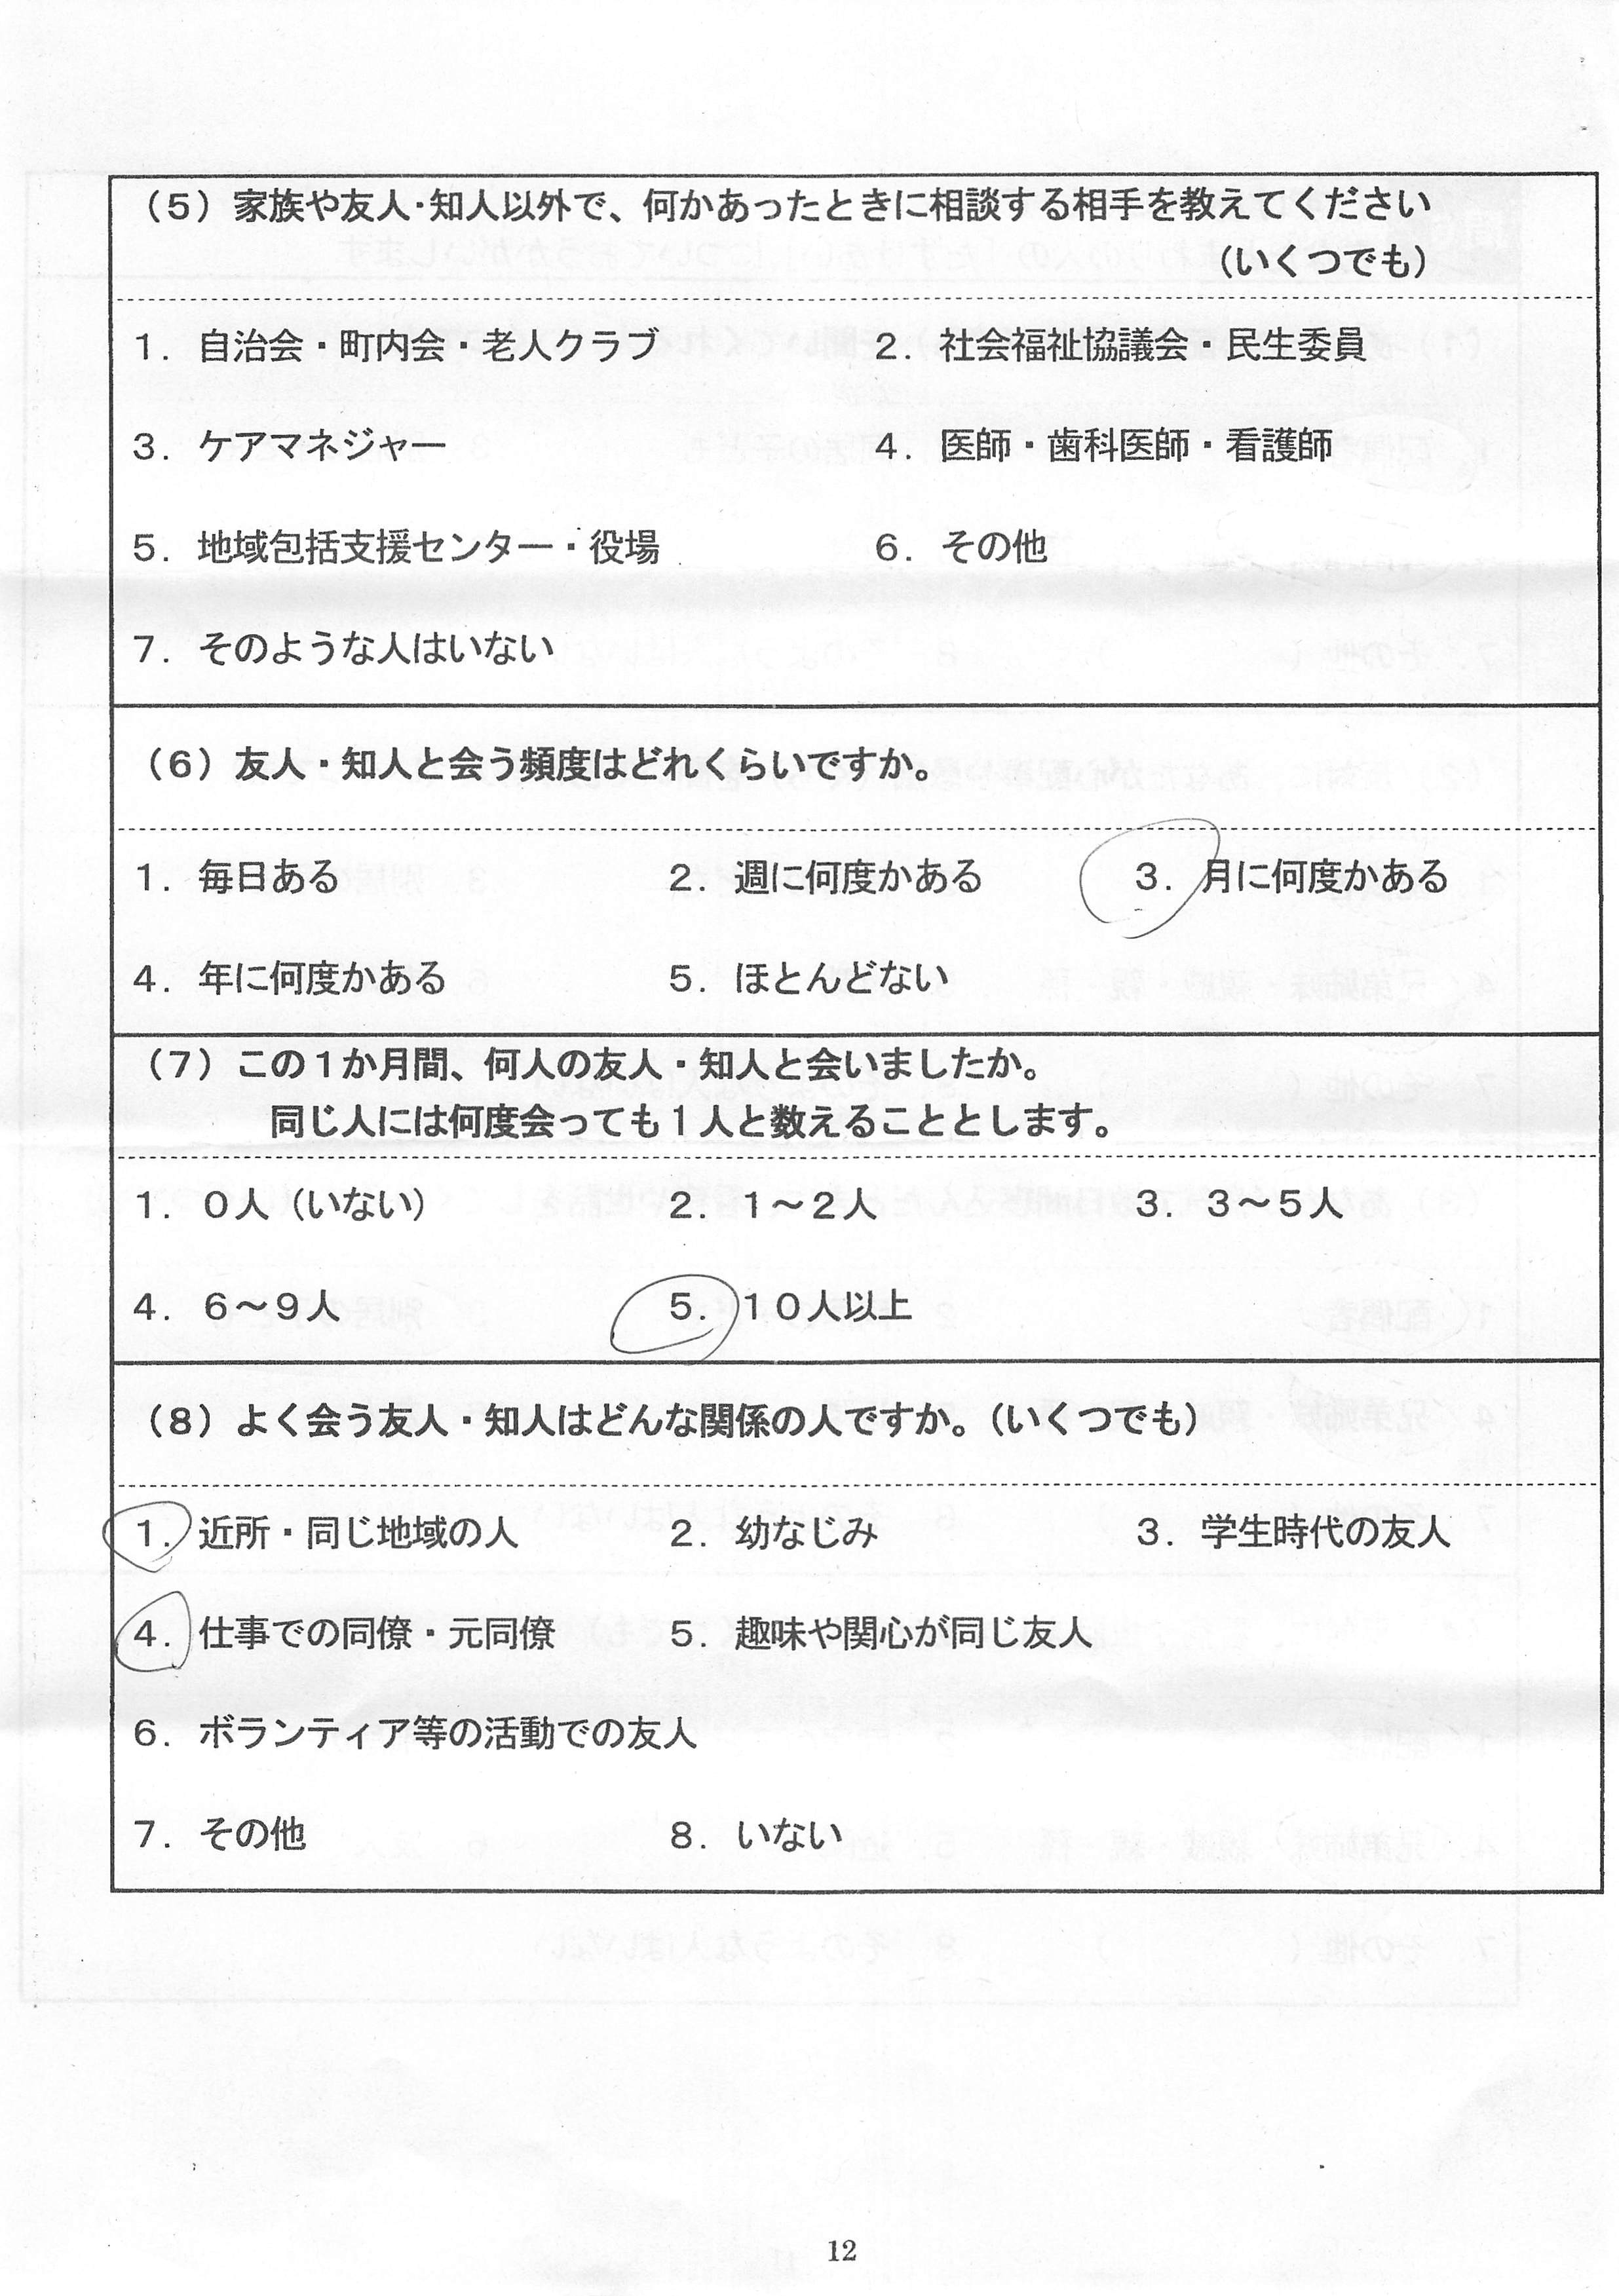 （5）家族や友人・知人以外で、何かあったときに相談する相手を教えてください
（いくつでも）
1．自治会・町内会・老人クラブ 2．社会福祉協議会・民生委員
3．ケアマネジャー 4．医師・歯科医師・看護師
5．地域包括支援センター・役場 6．その他
7．そのような人はいない
（6）友人・知人と会う頻度はどれくらいですか。
1．毎日ある 2．週に何度かある 3．月に何度かある
4．年に何度かある 5．ほとんどない
（7）この１か月間、何人の友人・知人と会いましたか。
同じ人には何度会っても１人と数えることとします。
1．０人（いない） 2．１～２人 3．３～５人
4．６～９人 5．１０人以上
（8）よく会う友人・知人はどんな関係の人ですか。（いくつでも）
1．近所・同じ地域の人 2．幼なじみ 3．学生時代の友人
4．仕事での同僚・元同僚 5．趣味や関心が同じ友人
6．ボランティア等の活動での友人
7．その他 8．いない
12